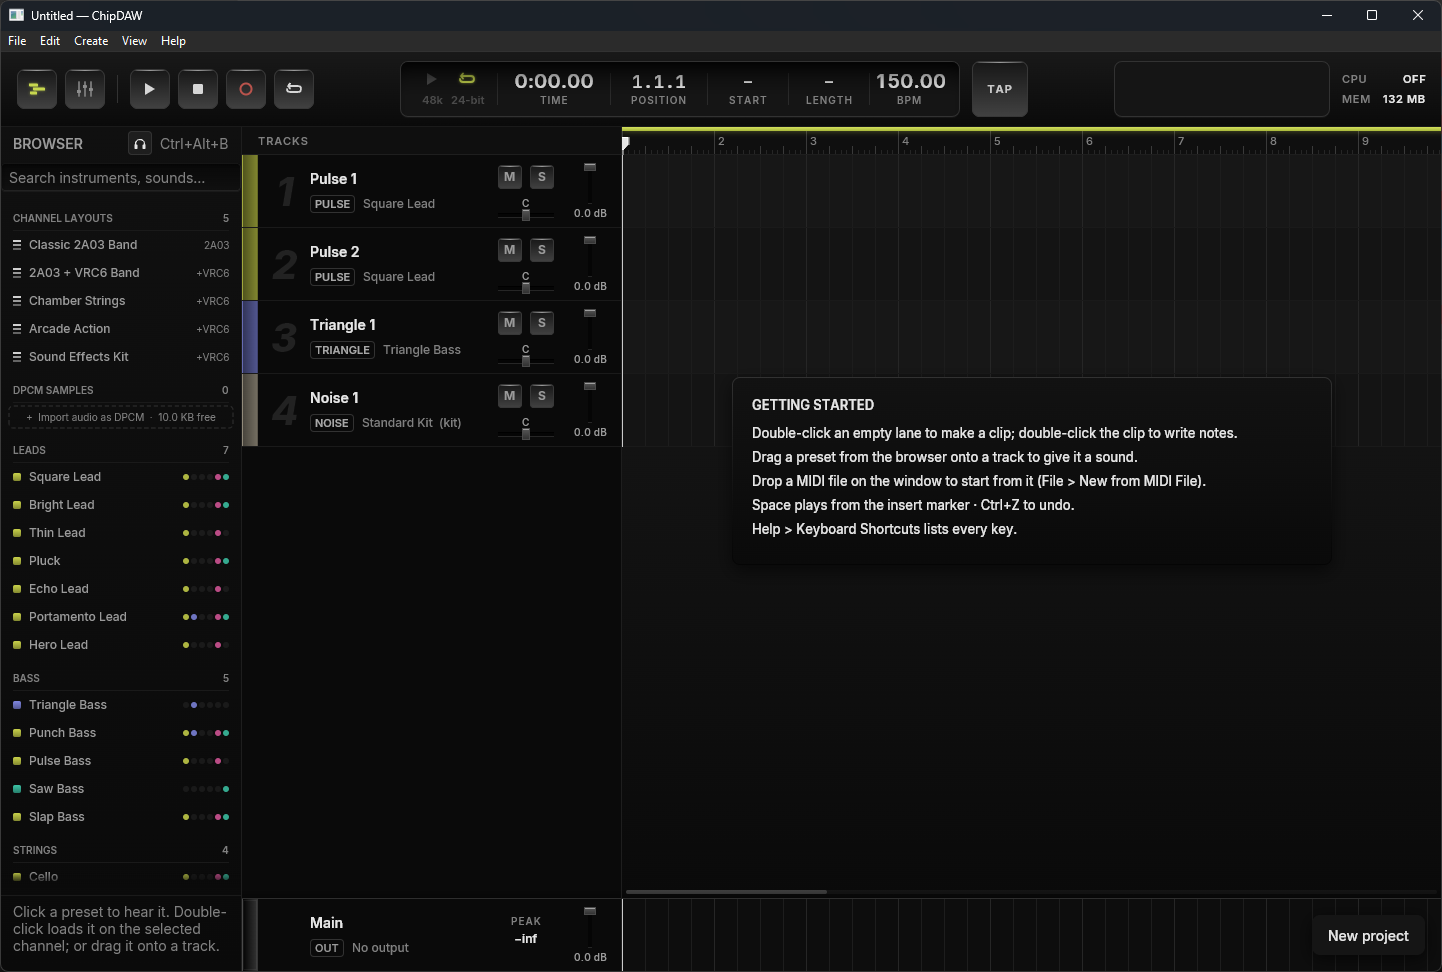 Untitled — ChipDAW
File Edit Create View Help
48k 24-bit
0:00.00
TIME
1.1.1
POSITION
–
START
–
LENGTH
150.00
BPM
TAP
CPU OFF
MEM 132 MB
BROWSER Ctrl+Alt+B
Search instruments, sounds...
CHANNEL LAYOUTS 5
Classic 2A03 Band 2A03
2A03 + VRC6 Band +VRC6
Chamber Strings +VRC6
Arcade Action +VRC6
Sound Effects Kit +VRC6
DPCM SAMPLES 0
+ Import audio as DPCM · 10.0 KB free
LEADS 7
Square Lead
Bright Lead
Thin Lead
Pluck
Echo Lead
Portamento Lead
Hero Lead
BASS 5
Triangle Bass
Punch Bass
Pulse Bass
Saw Bass
Slap Bass
STRINGS 4
Cello
Click a preset to hear it. Double-
click loads it on the selected
channel; or drag it onto a track.
TRACKS
1 Pulse 1 M S
PULSE Square Lead C 0.0 dB
2 Pulse 2 M S
PULSE Square Lead C 0.0 dB
3 Triangle 1 M S
TRIANGLE Triangle Bass C 0.0 dB
4 Noise 1 M S
NOISE Standard Kit (kit) C 0.0 dB
2 3 4 5 6 7 8 9
GETTING STARTED
Double-click an empty lane to make a clip; double-click the clip to write notes.
Drag a preset from the browser onto a track to give it a sound.
Drop a MIDI file on the window to start from it (File > New from MIDI File).
Space plays from the insert marker · Ctrl+Z to undo.
Help > Keyboard Shortcuts lists every key.
Main PEAK
–inf
OUT No output 0.0 dB
New project